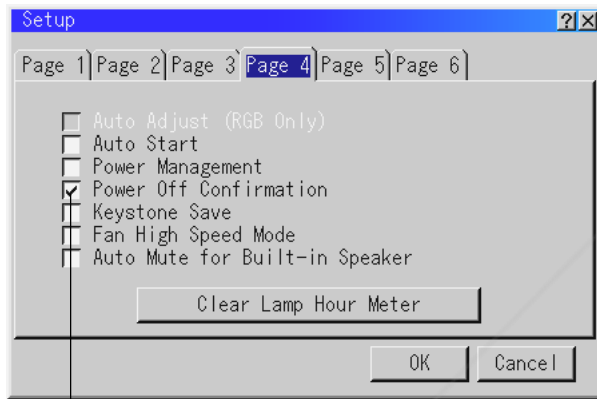 Setup
Page 1 Page 2 Page 3 Page 4 Page 5 Page 6
Auto Adjust (RGB Only)
Auto Start
Power Management
Power Off Confirmation
Keystone Save
Fan High Speed Mode
Auto Mute for Built-in Speaker
Clear Lamp Hour Meter
OK Cancel